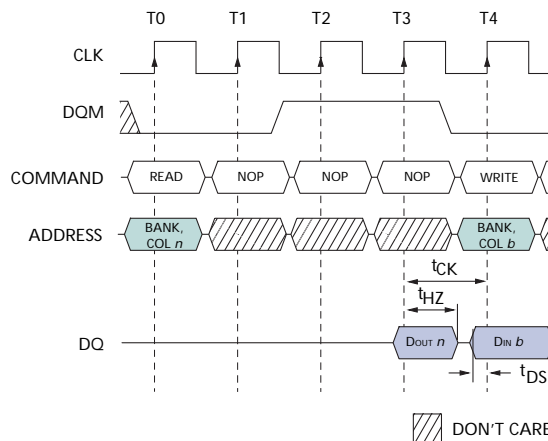 T0 T1 T2 T3 T4
CLK
DQM
COMMAND READ NOP NOP NOP WRITE
ADDRESS BANK, COL n BANK, COL b
tCK
tHZ
DQ DOUT n DIN b
tDS
DON'T CARE